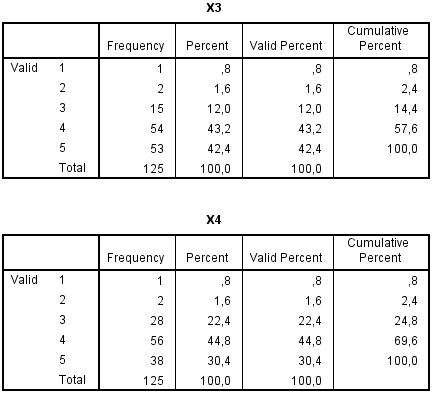 X3
Cumulative
Frequency Percent Valid Percent Percent
Valid 1 1 ,8 ,8 ,8
2 2 1,6 1,6 2,4
3 15 12,0 12,0 14,4
4 54 43,2 43,2 57,6
5 53 42,4 42,4 100,0
Total 125 100,0 100,0
X4
Cumulative
Frequency Percent Valid Percent Percent
Valid 1 1 ,8 ,8 ,8
2 2 1,6 1,6 2,4
3 28 22,4 22,4 24,8
4 56 44,8 44,8 69,6
5 38 30,4 30,4 100,0
Total 125 100,0 100,0